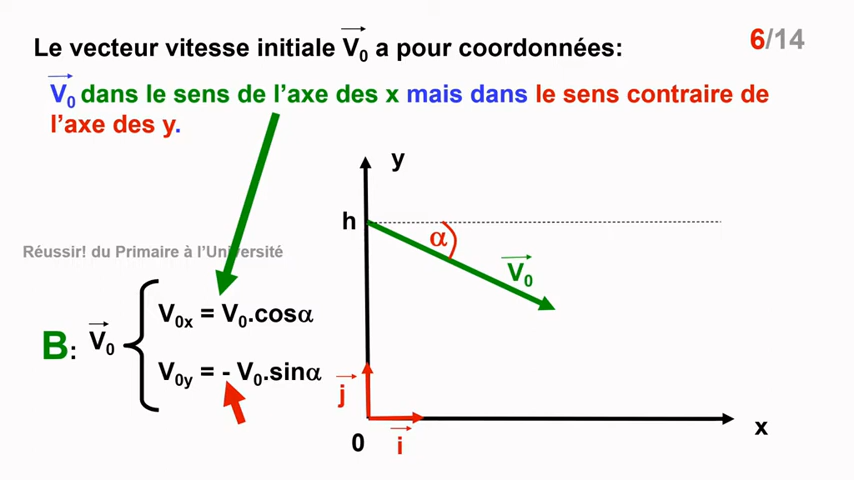 Le vecteur vitesse initiale V₀ a pour coordonnées:
6/14
V₀ dans le sens de l'axe des x mais dans le sens contraire de
l'axe des y.
y
h
α
V₀
Réussir! du Primaire à l'Université
B: V₀
V₀ₓ = V₀.cosα
V₀y = - V₀.sinα
j
0
i
x